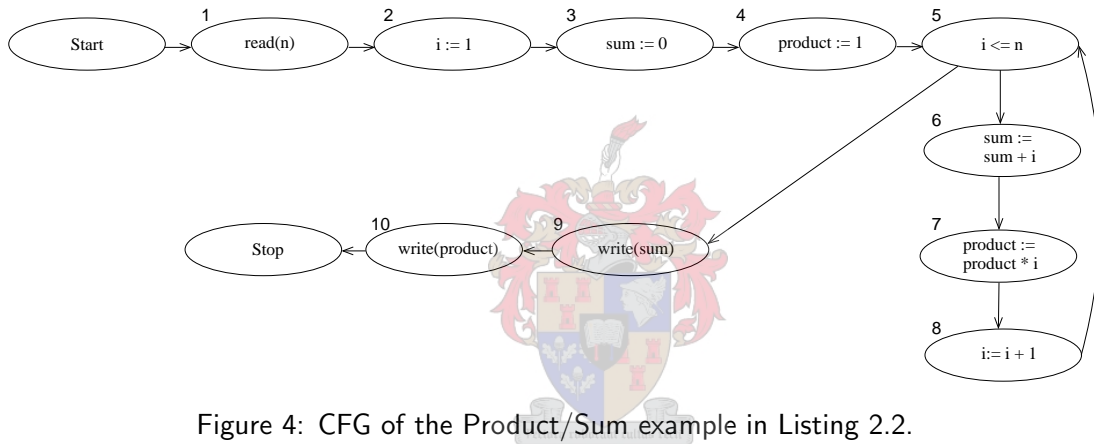 1
2
3
4
5
Start
read(n)
i := 1
sum := 0
product := 1
i <= n
6
sum :=
sum + i
10
9
7
Stop
write(product)
write(sum)
product :=
product * i
8
i:= i + 1
Figure 4: CFG of the Product/Sum example in Listing 2.2.